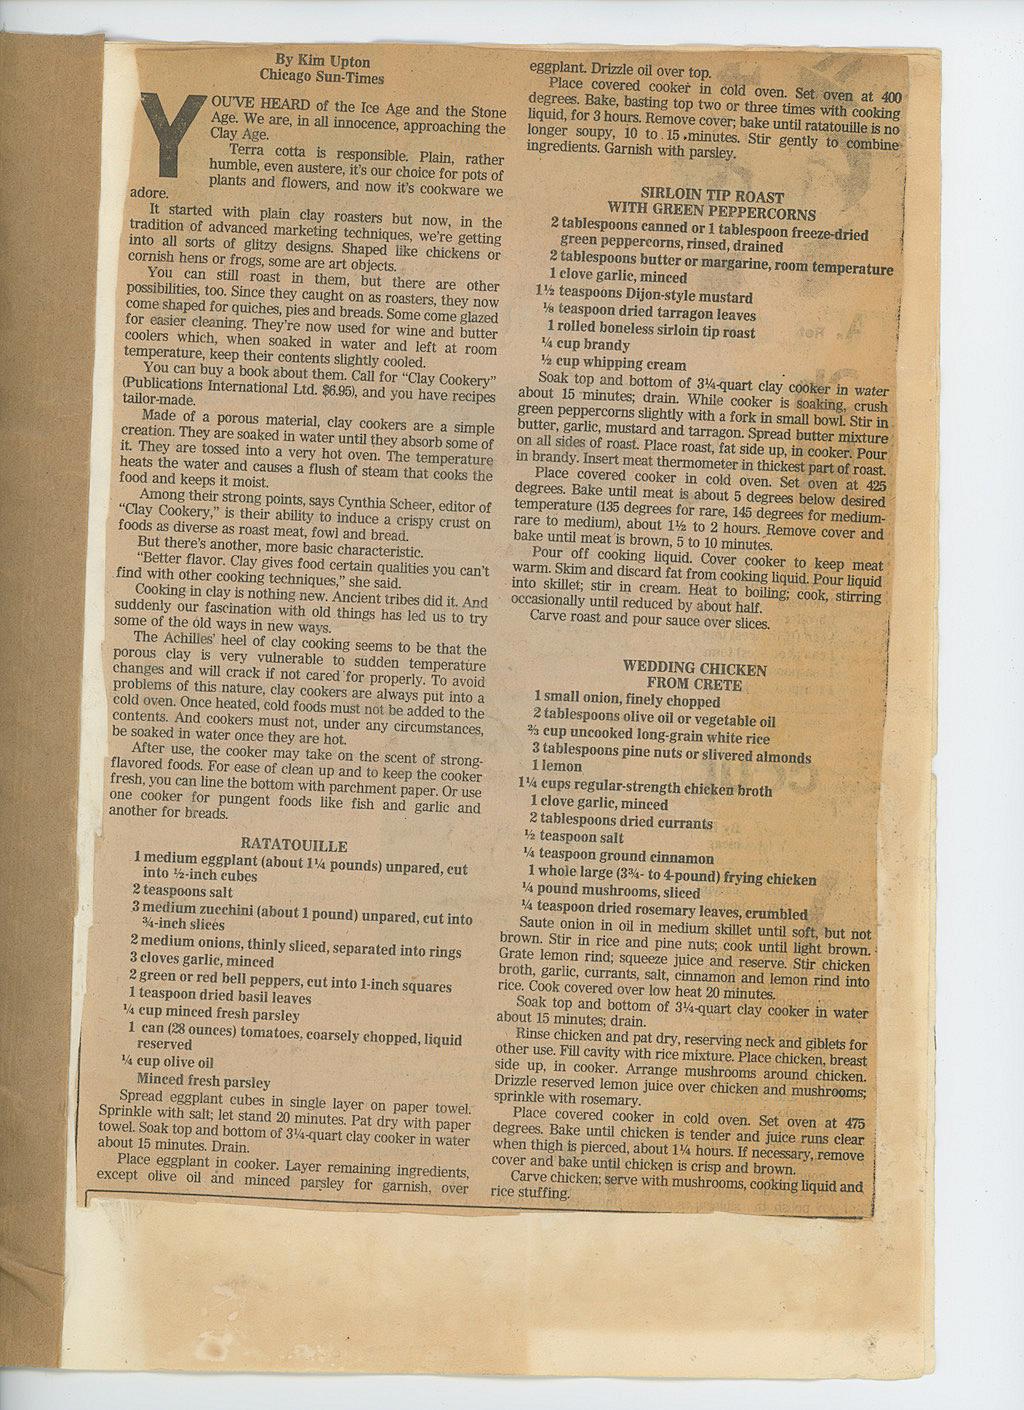 By Kim Upton
Chicago Sun-Times
YOU'VE HEARD of the Ice Age and the Stone
Age. We are, in all innocence, approaching the
Clay Age.
Terra cotta is responsible. Plain, rather
humble, even austere, it's our choice for pots of
plants and flowers, and now it's cookware we
adore.
It started with plain clay roasters but now, in the
tradition of advanced marketing techniques, we're getting
into all sorts of glitzy designs. Shaped like chickens or
cornish hens or frogs, some are art objects.
You can still roast in them, but there are other
possibilities, too. Since they caught on as roasters, they now
come shaped for quiches, pies and breads. Some come glazed
for easier cleaning. They're now used for wine and butter
coolers which, when soaked in water and left at room
temperature, keep their contents slightly cooled.
You can buy a book about them. Call for "Clay Cookery"
(Publications International Ltd. $6.95), and you have recipes
tailor-made.
Made of a porous material, clay cookers are a simple
creation. They are soaked in water until they absorb some of
it. They are tossed into a very hot oven. The temperature
heats the water and causes a flush of steam that cooks the
food and keeps it moist.
Among their strong points, says Cynthia Scheer, editor of
"Clay Cookery," is their ability to induce a crispy crust on
foods as diverse as roast meat, fowl and bread.
But there's another, more basic characteristic.
"Better flavor. Clay gives food certain qualities you can't
find with other cooking techniques," she said.
Cooking in clay is nothing new. Ancient tribes did it. And
suddenly our fascination with old things has led us to try
some of the old ways in new ways.
The Achilles' heel of clay cooking seems to be that the
porous clay is very vulnerable to sudden temperature
changes and will crack if not cared for properly. To avoid
problems of this nature, clay cookers are always put into a
cold oven. Once heated, cold foods must not be added to the
contents. And cookers must not, under any circumstances,
be soaked in water once they are hot.
After use, the cooker may take on the scent of strong-
flavored foods. For ease of clean up and to keep the cooker
fresh, you can line the bottom with parchment paper. Or use
one cooker for pungent foods like fish and garlic and
another for breads.
RATATOUILLE
1 medium eggplant (about 1¼ pounds) unpared, cut
into ½-inch cubes
2 teaspoons salt
3 medium zucchini (about 1 pound) unpared, cut into
¾-inch slices
2 medium onions, thinly sliced, separated into rings
3 cloves garlic, minced
2 green or red bell peppers, cut into 1-inch squares
1 teaspoon dried basil leaves
¼ cup minced fresh parsley
1 can (28 ounces) tomatoes, coarsely chopped, liquid
reserved
¼ cup olive oil
Minced fresh parsley
Spread eggplant cubes in single layer on paper towel.
Sprinkle with salt; let stand 20 minutes. Pat dry with paper
towel. Soak top and bottom of 3¼-quart clay cooker in water
about 15 minutes. Drain.
Place eggplant in cooker. Layer remaining ingredients,
except olive oil and minced parsley for garnish, over
eggplant. Drizzle oil over top.
Place covered cooker in cold oven. Set oven at 400
degrees. Bake, basting top two or three times with cooking
liquid, for 3 hours. Remove cover; bake until ratatouille is no
longer soupy, 10 to 15 minutes. Stir gently to combine
ingredients. Garnish with parsley.
SIRLOIN TIP ROAST
WITH GREEN PEPPERCORNS
2 tablespoons canned or 1 tablespoon freeze-dried
green peppercorns, rinsed, drained
2 tablespoons butter or margarine, room temperature
1 clove garlic, minced
1½ teaspoons Dijon-style mustard
⅛ teaspoon dried tarragon leaves
1 rolled boneless sirloin tip roast
¼ cup brandy
½ cup whipping cream
Soak top and bottom of 3¼-quart clay cooker in water
about 15 minutes; drain. While cooker is soaking, crush
green peppercorns slightly with a fork in small bowl. Stir in
butter, garlic, mustard and tarragon. Spread butter mixture
on all sides of roast. Place roast, fat side up, in cooker. Pour
in brandy. Insert meat thermometer in thickest part of roast.
Place covered cooker in cold oven. Set oven at 425
degrees. Bake until meat is about 5 degrees below desired
temperature (135 degrees for rare, 145 degrees for medium-
rare to medium), about 1½ to 2 hours. Remove cover and
bake until meat is brown, 5 to 10 minutes.
Pour off cooking liquid. Cover cooker to keep meat
warm. Skim and discard fat from cooking liquid. Pour liquid
into skillet; stir in cream. Heat to boiling; cook, stirring
occasionally until reduced by about half.
Carve roast and pour sauce over slices.
WEDDING CHICKEN
FROM CRETE
1 small onion, finely chopped
2 tablespoons olive oil or vegetable oil
⅔ cup uncooked long-grain white rice
3 tablespoons pine nuts or slivered almonds
1 lemon
1¼ cups regular-strength chicken broth
1 clove garlic, minced
2 tablespoons dried currants
½ teaspoon salt
¼ teaspoon ground cinnamon
1 whole large (3¾- to 4-pound) frying chicken
¼ pound mushrooms, sliced
¼ teaspoon dried rosemary leaves, crumbled
Saute onion in oil in medium skillet until soft, but not
brown. Stir in rice and pine nuts; cook until light brown.
Grate lemon rind; squeeze juice and reserve. Stir chicken
broth, garlic, currants, salt, cinnamon and lemon rind into
rice. Cook covered over low heat 20 minutes.
Soak top and bottom of 3¼-quart clay cooker in water
about 15 minutes; drain.
Rinse chicken and pat dry, reserving neck and giblets for
other use. Fill cavity with rice mixture. Place chicken, breast
side up, in cooker. Arrange mushrooms around chicken.
Drizzle reserved lemon juice over chicken and mushrooms;
sprinkle with rosemary.
Place covered cooker in cold oven. Set oven at 475
degrees. Bake until chicken is tender and juice runs clear
when thigh is pierced, about 1¼ hours. If necessary, remove
cover and bake until chicken is crisp and brown.
Carve chicken; serve with mushrooms, cooking liquid and
rice stuffing.